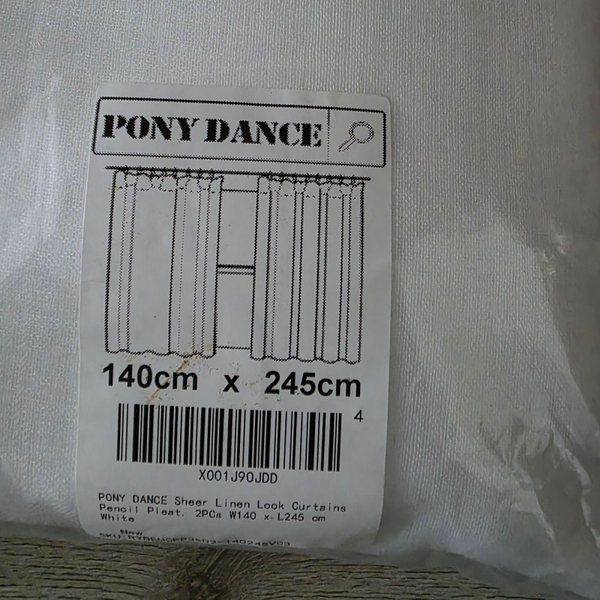 PONY DANCE
140cm x 245cm
4
X001J90JDD
PONY DANCE Sheer Linen Look Curtains
Pencil Pleat, 2PCs W140 x L245 cm
White
New